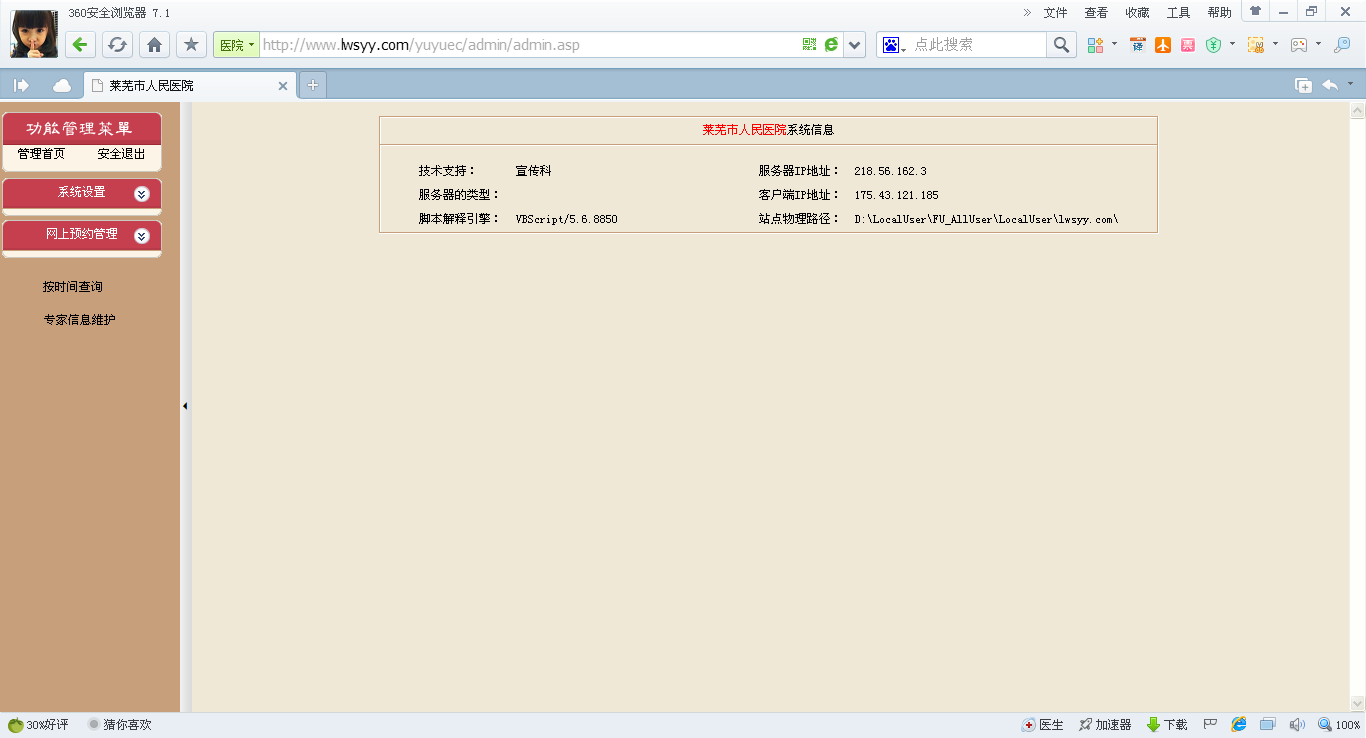 360安全浏览器 7.1
» 文件 查看 收藏 工具 帮助
医院 http://www.lwsyy.com/yuyuec/admin/admin.asp
点此搜索
译
票
莱芜市人民医院
功能管理菜單
管理首页 安全退出
系统设置
网上预约管理
按时间查询
专家信息维护
莱芜市人民医院系统信息
技术支持： 宣传科 服务器IP地址： 218.56.162.3
服务器的类型： 客户端IP地址： 175.43.121.185
脚本解释引擎： VBScript/5.6.8850 站点物理路径： D:\LocalUser\FU_AllUser\LocalUser\lwsyy.com\
30%好评 猜你喜欢 医生 加速器 下载 100%